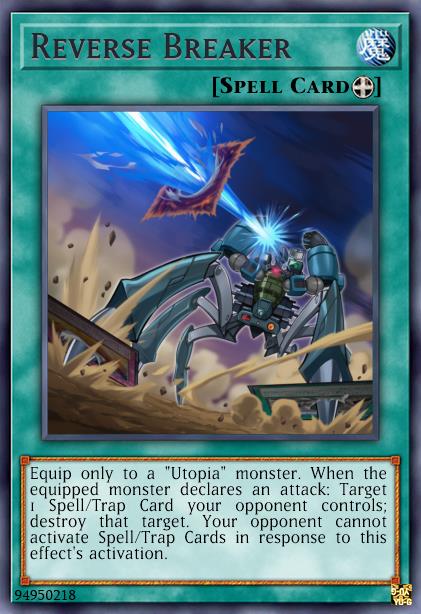 Reverse Breaker
魔
[Spell Card]
Equip only to a "Utopia" monster. When the
equipped monster declares an attack: Target
1 Spell/Trap Card your opponent controls;
destroy that target. Your opponent cannot
activate Spell/Trap Cards in response to this
effect's activation.
94950218